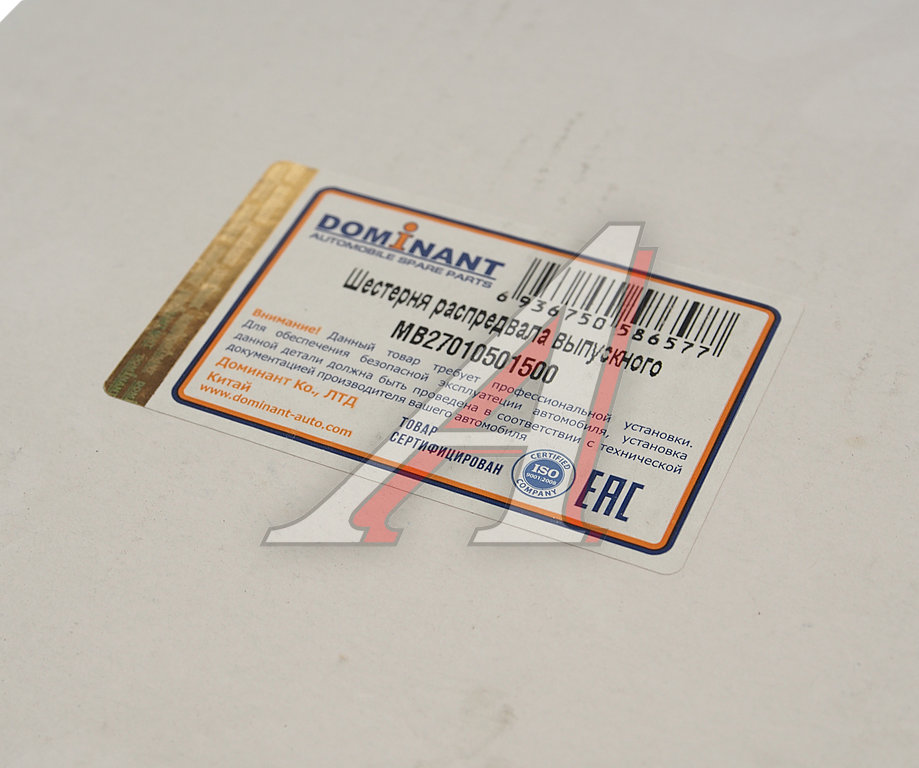 DOMiNANT
AUTOMOBILE SPARE PARTS
6 936750 586577
Шестерня распредвала выпускного
MB27010501500
Внимание! Данный товар требует профессиональной установки.
Для обеспечения безопасной эксплуатации автомобиля, установка
данной детали должна быть проведена в соответствии с технической
документацией производителя вашего автомобиля
Доминант Ко., ЛТД
Китай
www.dominant-auto.com
ТОВАР
СЕРТИФИЦИРОВАН
CERTIFIED
ISO
9001:2008
COMPANY
EAC